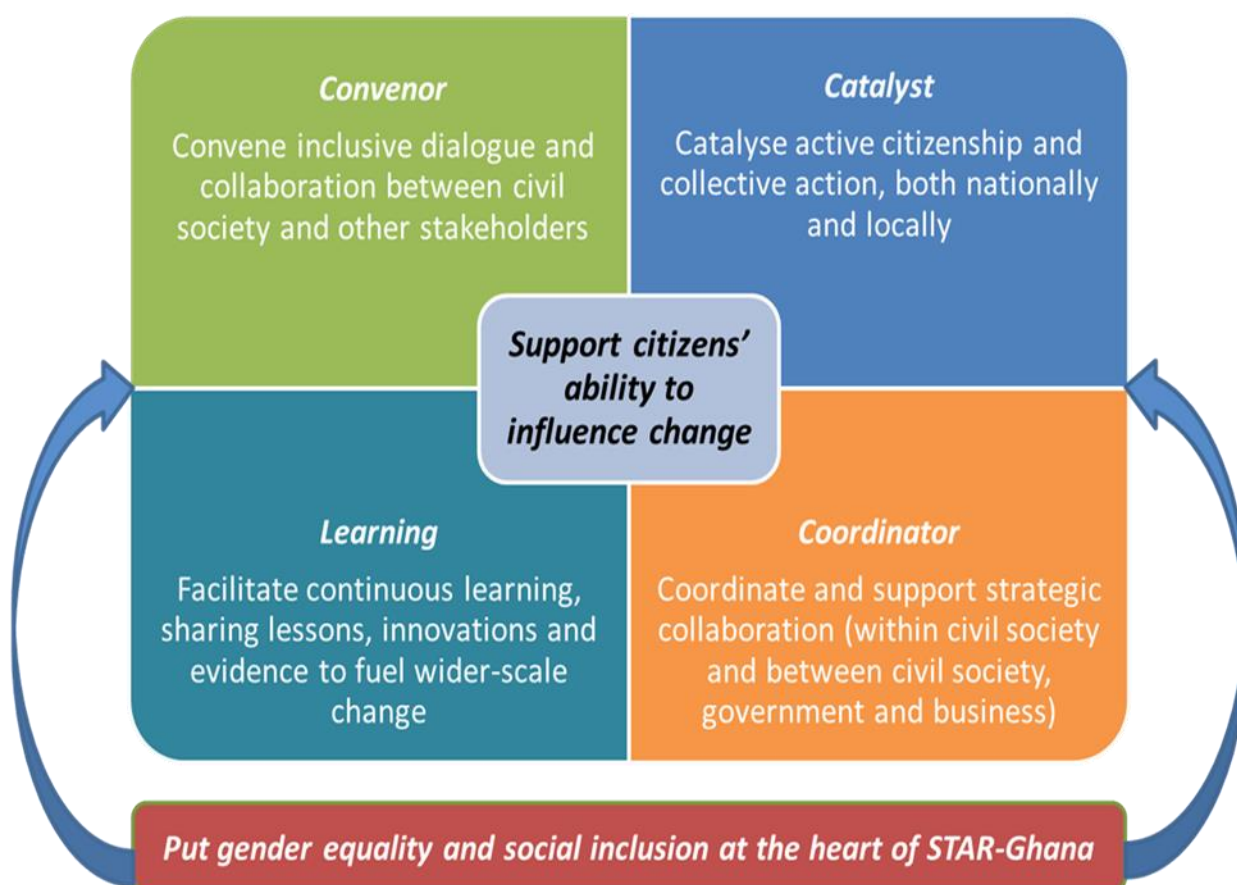 Convenor
Convene inclusive dialogue and
collaboration between civil
society and other stakeholders
Catalyst
Catalyse active citizenship and
collective action, both nationally
and locally
Support citizens’
ability to
influence change
Learning
Facilitate continuous learning,
sharing lessons, innovations and
evidence to fuel wider-scale
change
Coordinator
Coordinate and support strategic
collaboration (within civil society
and between civil society,
government and business)
Put gender equality and social inclusion at the heart of STAR-Ghana